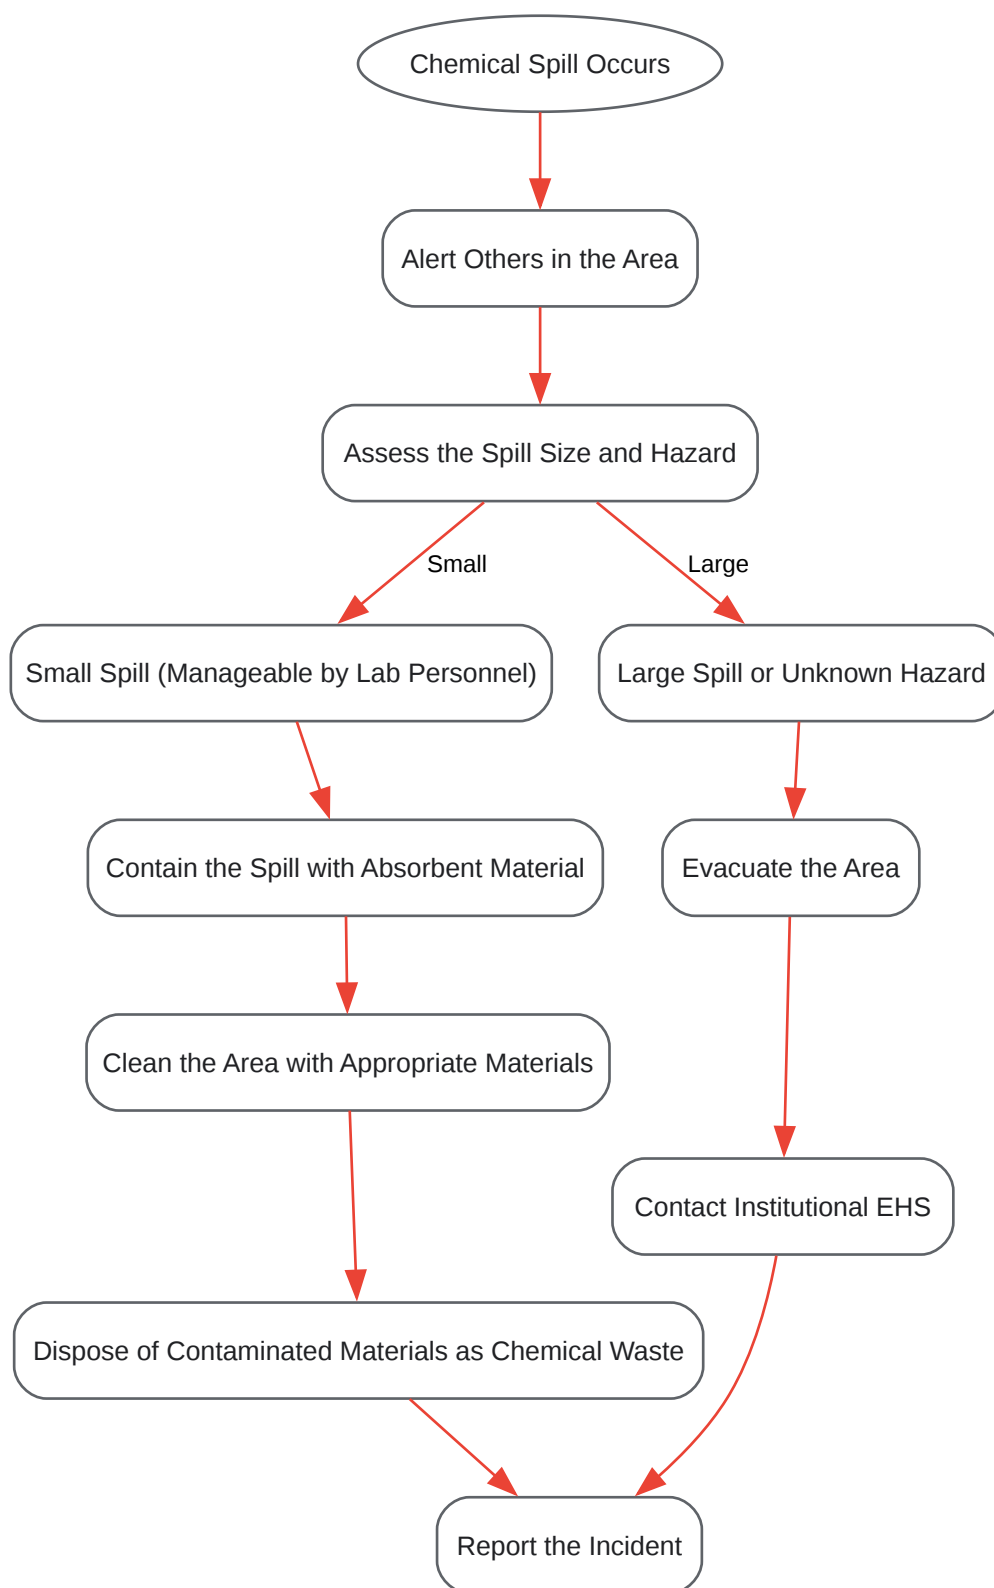 Chemical Spill Occurs
Alert Others in the Area
Assess the Spill Size and Hazard
Small
Large
Small Spill (Manageable by Lab Personnel)
Large Spill or Unknown Hazard
Contain the Spill with Absorbent Material
Evacuate the Area
Clean the Area with Appropriate Materials
Contact Institutional EHS
Dispose of Contaminated Materials as Chemical Waste
Report the Incident